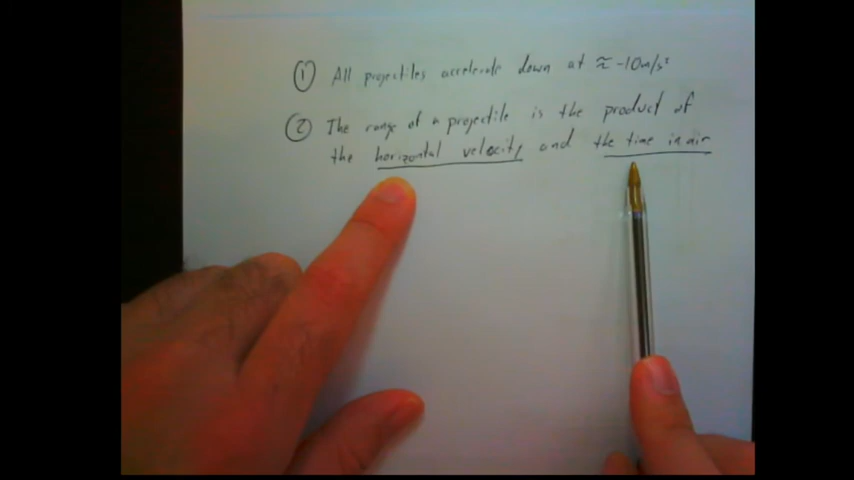 ① All projectiles accelerate down at ≈ -10m/s²
② The range of a projectile is the product of
the horizontal velocity and the time in air